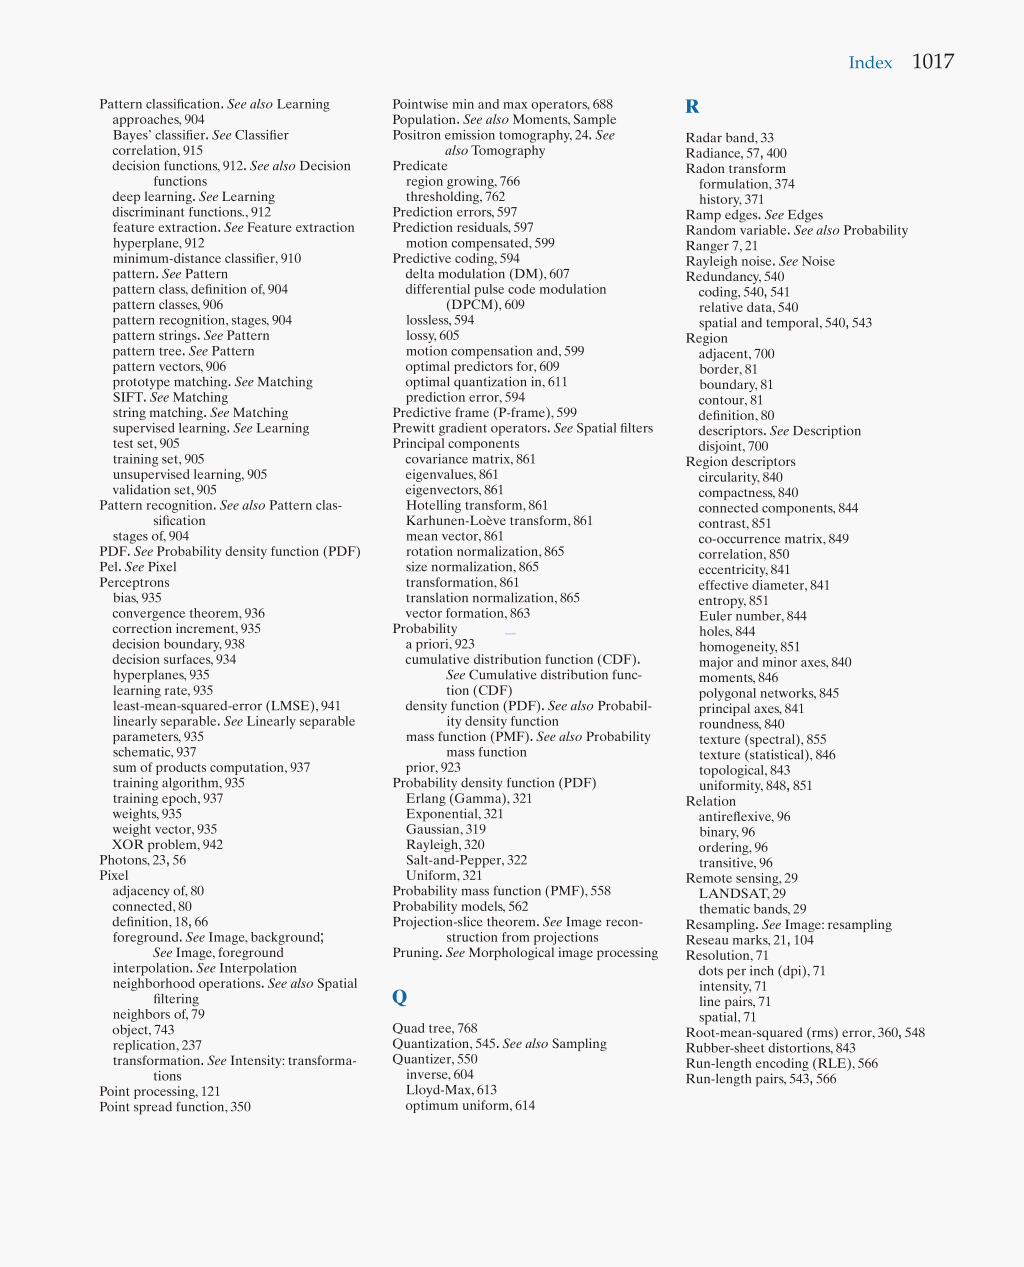 Index 1017
Pattern classification. See also Learning
approaches, 904
Bayes’ classifier. See Classifier
correlation, 915
decision functions, 912. See also Decision
functions
deep learning. See Learning
discriminant functions., 912
feature extraction. See Feature extraction
hyperplane, 912
minimum-distance classifier, 910
pattern. See Pattern
pattern class, definition of, 904
pattern classes, 906
pattern recognition, stages, 904
pattern strings. See Pattern
pattern tree. See Pattern
pattern vectors, 906
prototype matching. See Matching
SIFT. See Matching
string matching. See Matching
supervised learning. See Learning
test set, 905
training set, 905
unsupervised learning, 905
validation set, 905
Pattern recognition. See also Pattern clas-
sification
stages of, 904
PDF. See Probability density function (PDF)
Pel. See Pixel
Perceptrons
bias, 935
convergence theorem, 936
correction increment, 935
decision boundary, 938
decision surfaces, 934
hyperplanes, 935
learning rate, 935
least-mean-squared-error (LMSE), 941
linearly separable. See Linearly separable
parameters, 935
schematic, 937
sum of products computation, 937
training algorithm, 935
training epoch, 937
weights, 935
weight vector, 935
XOR problem, 942
Photons, 23, 56
Pixel
adjacency of, 80
connected, 80
definition, 18, 66
foreground. See Image, background;
See Image, foreground
interpolation. See Interpolation
neighborhood operations. See also Spatial
filtering
neighbors of, 79
object, 743
replication, 237
transformation. See Intensity: transforma-
tions
Point processing, 121
Point spread function, 350
Pointwise min and max operators, 688
Population. See also Moments, Sample
Positron emission tomography, 24. See
also Tomography
Predicate
region growing, 766
thresholding, 762
Prediction errors, 597
Prediction residuals, 597
motion compensated, 599
Predictive coding, 594
delta modulation (DM), 607
differential pulse code modulation
(DPCM), 609
lossless, 594
lossy, 605
motion compensation and, 599
optimal predictors for, 609
optimal quantization in, 611
prediction error, 594
Predictive frame (P-frame), 599
Prewitt gradient operators. See Spatial filters
Principal components
covariance matrix, 861
eigenvalues, 861
eigenvectors, 861
Hotelling transform, 861
Karhunen-Loève transform, 861
mean vector, 861
rotation normalization, 865
size normalization, 865
transformation, 861
translation normalization, 865
vector formation, 863
Probability
a priori, 923
cumulative distribution function (CDF).
See Cumulative distribution func-
tion (CDF)
density function (PDF). See also Probabil-
ity density function
mass function (PMF). See also Probability
mass function
prior, 923
Probability density function (PDF)
Erlang (Gamma), 321
Exponential, 321
Gaussian, 319
Rayleigh, 320
Salt-and-Pepper, 322
Uniform, 321
Probability mass function (PMF), 558
Probability models, 562
Projection-slice theorem. See Image recon-
struction from projections
Pruning. See Morphological image processing
Q
Quad tree, 768
Quantization, 545. See also Sampling
Quantizer, 550
inverse, 604
Lloyd-Max, 613
optimum uniform, 614
R
Radar band, 33
Radiance, 57, 400
Radon transform
formulation, 374
history, 371
Ramp edges. See Edges
Random variable. See also Probability
Ranger 7, 21
Rayleigh noise. See Noise
Redundancy, 540
coding, 540, 541
relative data, 540
spatial and temporal, 540, 543
Region
adjacent, 700
border, 81
boundary, 81
contour, 81
definition, 80
descriptors. See Description
disjoint, 700
Region descriptors
circularity, 840
compactness, 840
connected components, 844
contrast, 851
co-occurrence matrix, 849
correlation, 850
eccentricity, 841
effective diameter, 841
entropy, 851
Euler number, 844
holes, 844
homogeneity, 851
major and minor axes, 840
moments, 846
polygonal networks, 845
principal axes, 841
roundness, 840
texture (spectral), 855
texture (statistical), 846
topological, 843
uniformity, 848, 851
Relation
antireflexive, 96
binary, 96
ordering, 96
transitive, 96
Remote sensing, 29
LANDSAT, 29
thematic bands, 29
Resampling. See Image: resampling
Reseau marks, 21, 104
Resolution, 71
dots per inch (dpi), 71
intensity, 71
line pairs, 71
spatial, 71
Root-mean-squared (rms) error, 360, 548
Rubber-sheet distortions, 843
Run-length encoding (RLE), 566
Run-length pairs, 543, 566